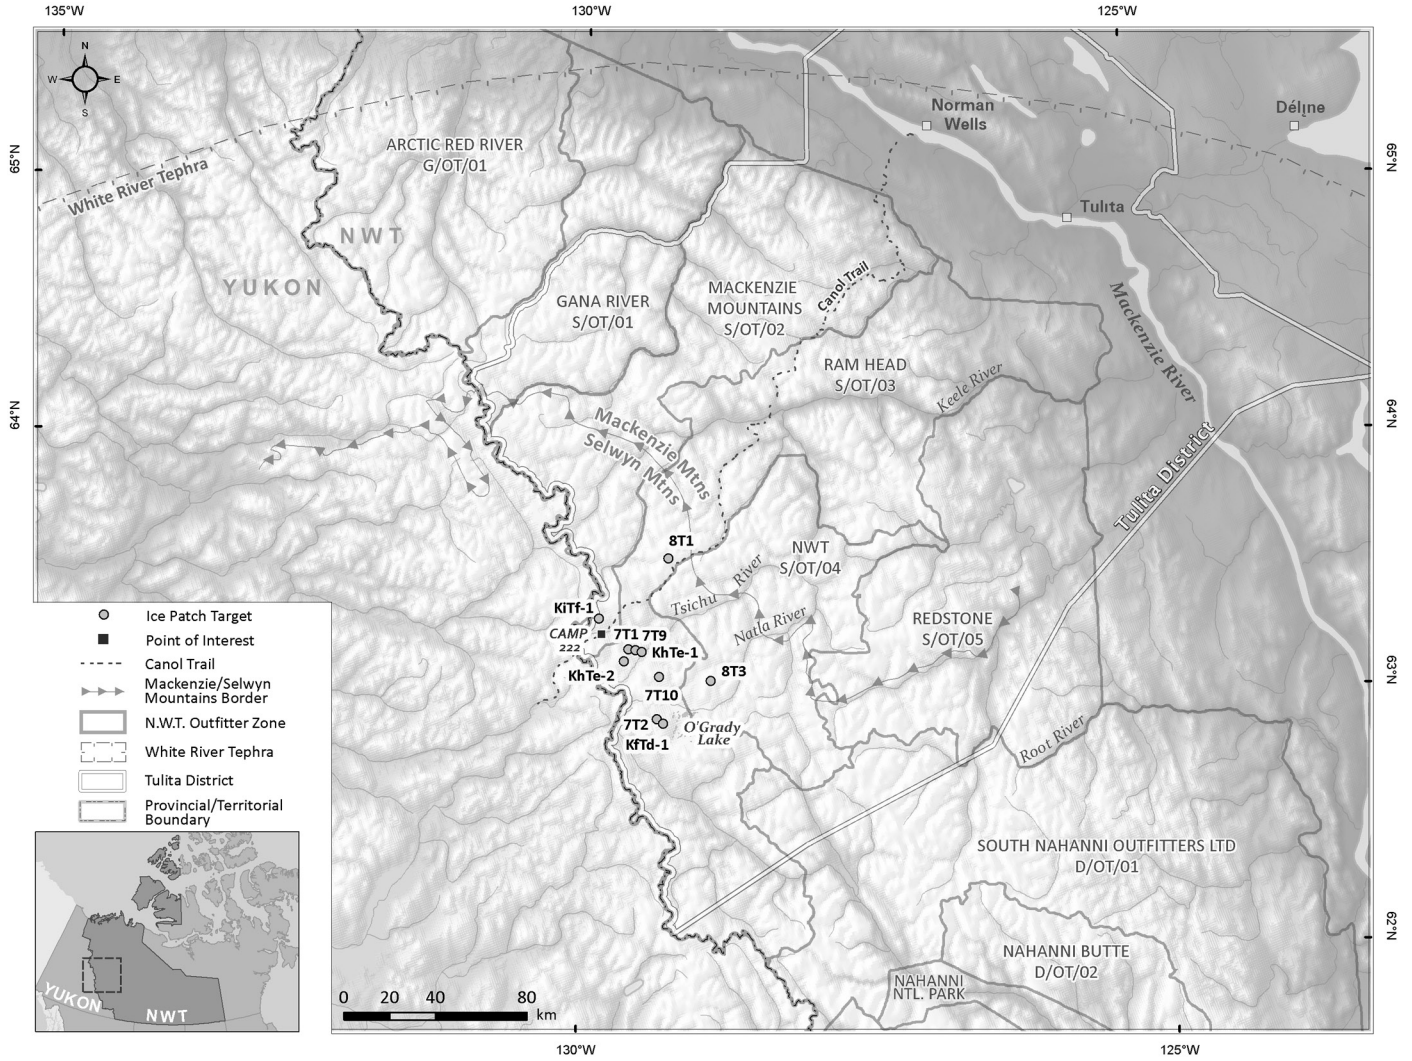 135°W
130°W
125°W
N
W
E
S
65°N
64°N
65°N
64°N
63°N
62°N
White River Tephra
ARCTIC RED RIVER
G/OT/01
NWT
YUKON
Norman
Wells
Délı̨ne
Tulıta
Canol Trail
GANA RIVER
S/OT/01
MACKENZIE
MOUNTAINS
S/OT/02
Mackenzie River
RAM HEAD
S/OT/03
Keele River
Mackenzie Mtns
Selwyn Mtns
Tulita District
8T1
NWT
S/OT/04
Tsichu River
Natla River
REDSTONE
S/OT/05
KiTf-1
CAMP
222
7T1
7T9
KhTe-1
KhTe-2
8T3
7T10
7T2
KfTd-1
O'Grady
Lake
Root River
SOUTH NAHANNI OUTFITTERS LTD
D/OT/01
NAHANNI BUTTE
D/OT/02
NAHANNI
NTL. PARK
Ice Patch Target
Point of Interest
Canol Trail
Mackenzie/Selwyn
Mountains Border
N.W.T. Outfitter Zone
White River Tephra
Tulita District
Provincial/Territorial
Boundary
YUKON
NWT
0 20 40 80
km
130°W
125°W